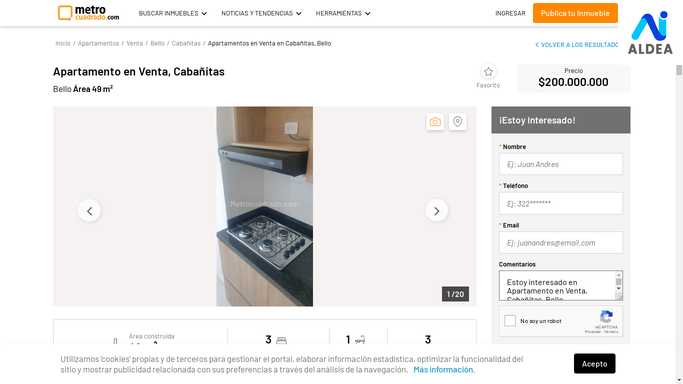 metro
cuadrado.com
BUSCAR INMUEBLES
NOTICIAS Y TENDENCIAS
HERRAMIENTAS
INGRESAR
Publica tu Inmueble
ALDEA
Inicio / Apartamentos / Venta / Bello / Cabañitas / Apartamentos en Venta en Cabañitas, Bello
VOLVER A LOS RESULTADO
Apartamento en Venta, Cabañitas
Bello Área 49 m²
Favorito
Precio
$200.000.000
¡Estoy Interesado!
* Nombre
Ej: Juan Andres
* Teléfono
Ej: 322*******
* Email
Ej: juanandres@email.com
Comentarios
Estoy interesado en
Apartamento en Venta,
Cabañitas, Bello
No soy un robot
reCAPTCHA
Privacidad - Términos
1 / 20
Área construida
3
1
3
Utilizamos 'cookies' propias y de terceros para gestionar el portal, elaborar información estadística, optimizar la funcionalidad del
sitio y mostrar publicidad relacionada con sus preferencias a través del análisis de la navegación. Más información.
Acepto